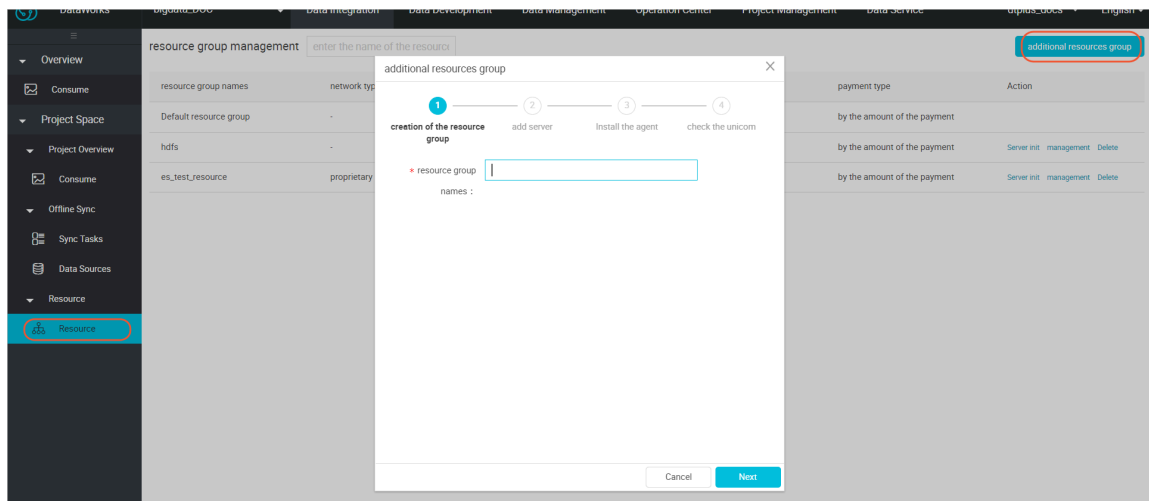 DataWorks
bigdata_DOC
Data Integration
Data Development
Data Management
Operation Center
Project Management
Data Service
dtplus_docs
English
Overview
Consume
Project Space
Project Overview
Consume
Offline Sync
Sync Tasks
Data Sources
Resource
Resource
resource group management
enter the name of the resourc
additional resources group
resource group names
network typ
payment type
Action
Default resource group
-
by the amount of the payment
hdfs
-
by the amount of the payment
Server init management Delete
es_test_resource
proprietary
by the amount of the payment
Server init management Delete
additional resources group
1
2
3
4
creation of the resource
group
add server
Install the agent
check the unicom
* resource group
names :
Cancel
Next